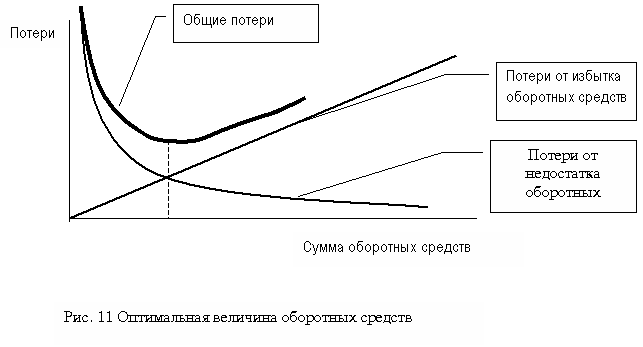 Общие потери
Потери
Потери от избытка
оборотных средств
Потери от
недостатка
оборотных
Сумма оборотных средств
Рис. 11 Оптимальная величина оборотных средств